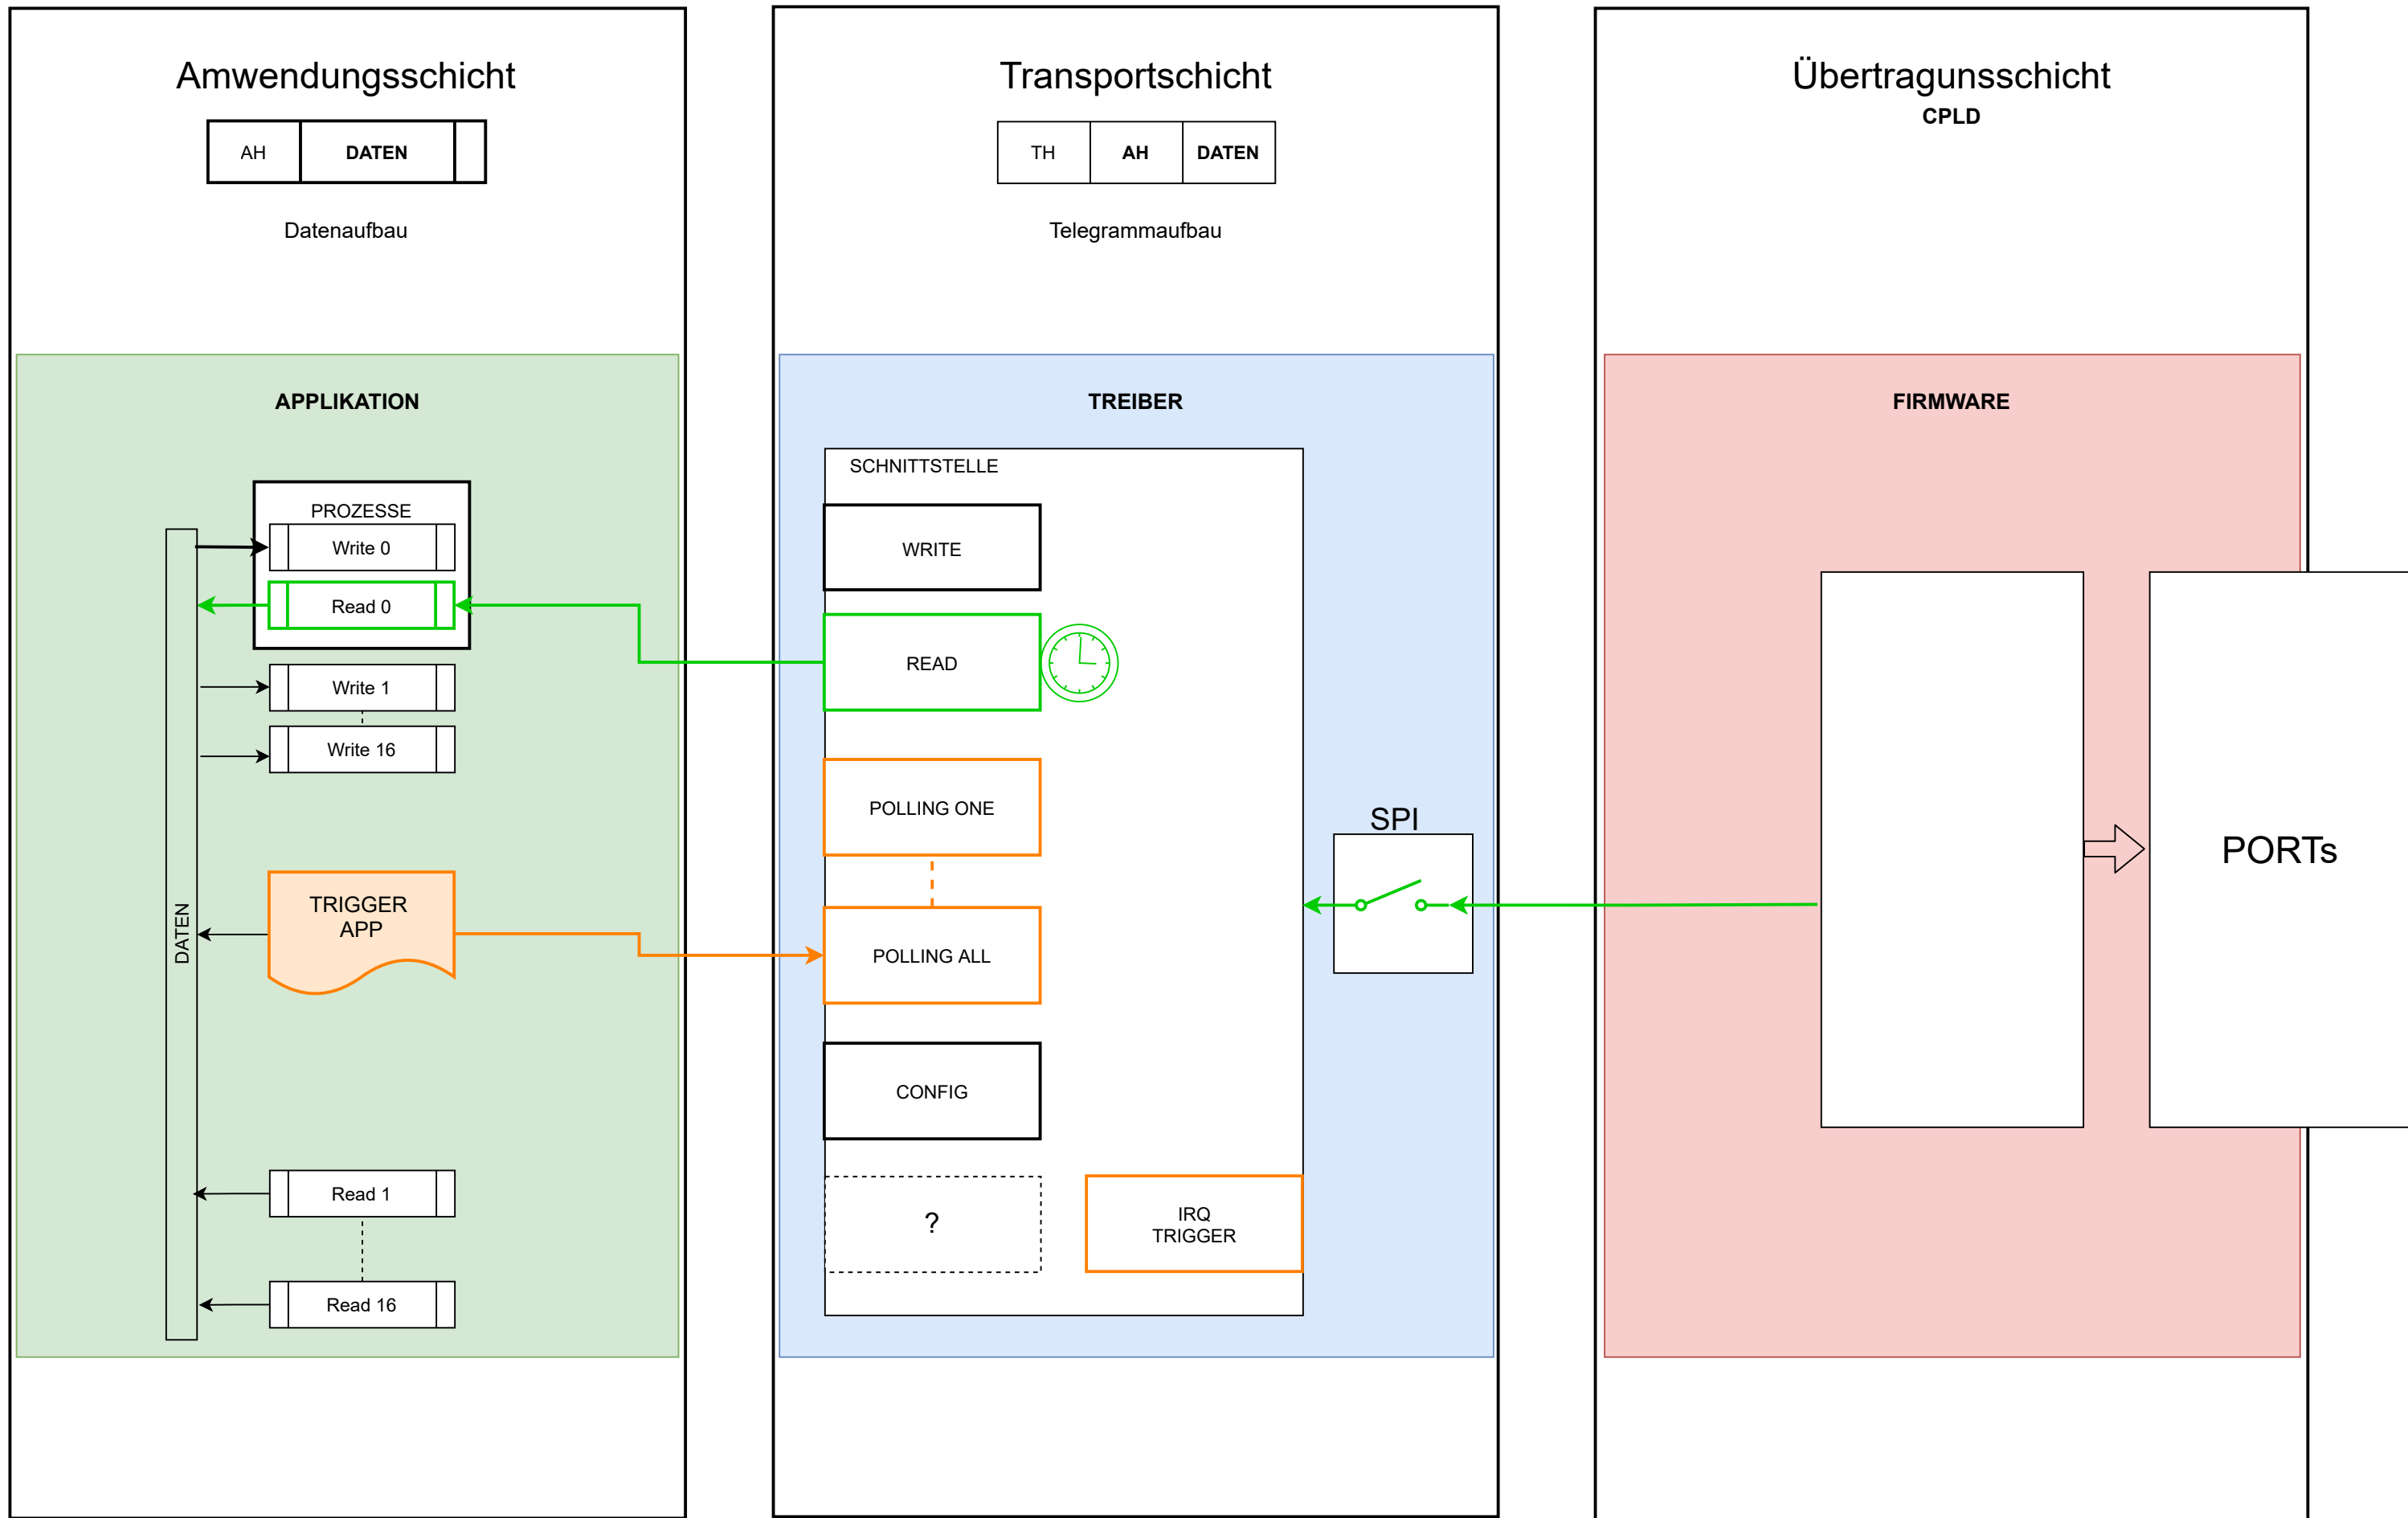 Amwendungsschicht
AH
DATEN
Datenaufbau
APPLIKATION
PROZESSE
Write 0
Read 0
Write 1
Write 16
TRIGGER
APP
DATEN
Read 1
Read 16
Transportschicht
TH
AH
DATEN
Telegrammaufbau
TREIBER
SCHNITTSTELLE
WRITE
READ
POLLING ONE
POLLING ALL
CONFIG
?
IRQ
TRIGGER
SPI
Übertragunsschicht
CPLD
FIRMWARE
PORTs